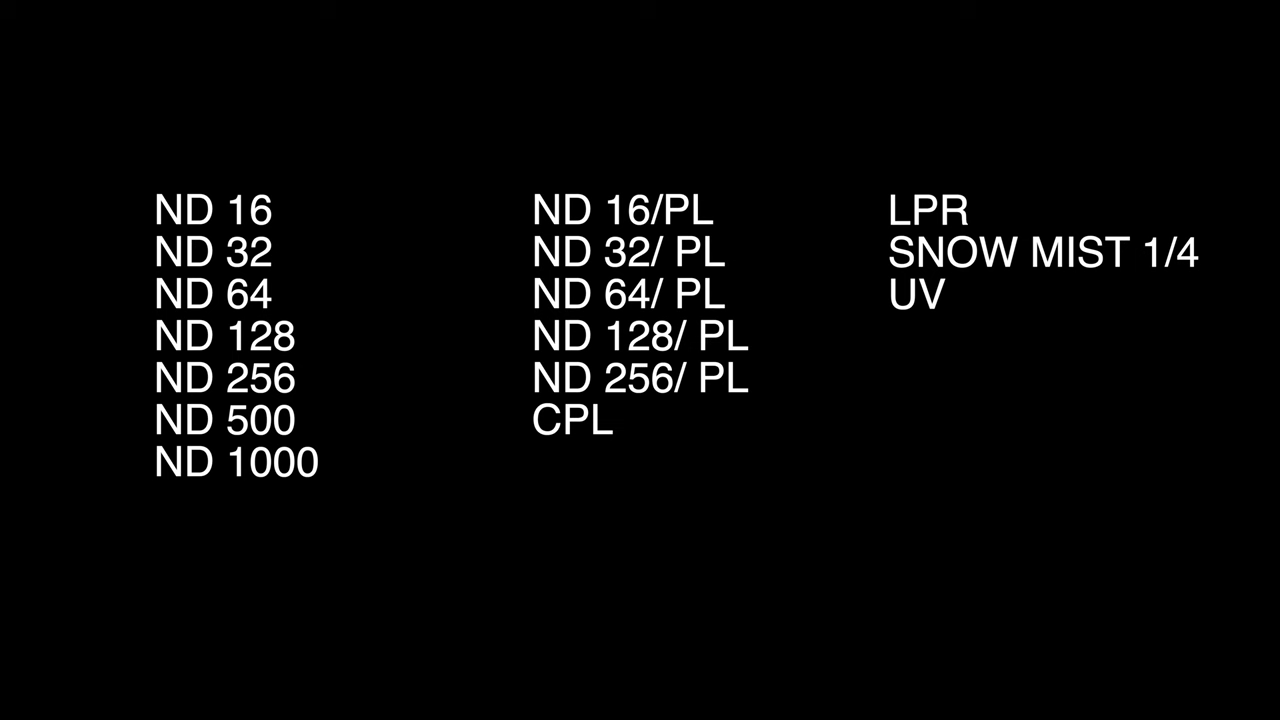 ND 16
ND 32
ND 64
ND 128
ND 256
ND 500
ND 1000
ND 16/PL
ND 32/ PL
ND 64/ PL
ND 128/ PL
ND 256/ PL
CPL
LPR
SNOW MIST 1/4
UV